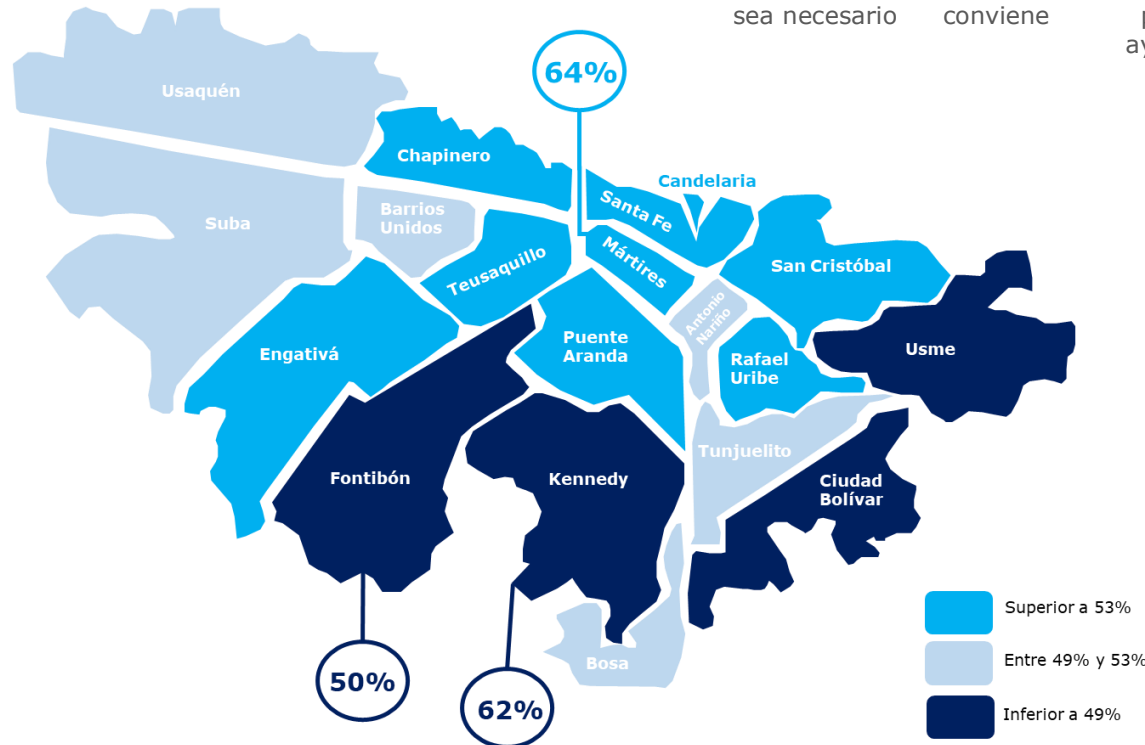 sea necesario
conviene
64%
Usaquén
Chapinero
Candelaria
Santa Fe
Suba
Barrios
Unidos
Mártires
Teusaquillo
San Cristóbal
Antonio
Nariño
Engativá
Puente
Aranda
Rafael
Uribe
Usme
Tunjuelito
Fontibón
Kennedy
Ciudad
Bolívar
Bosa
50%
62%
Superior a 53%
Entre 49% y 53%
Inferior a 49%